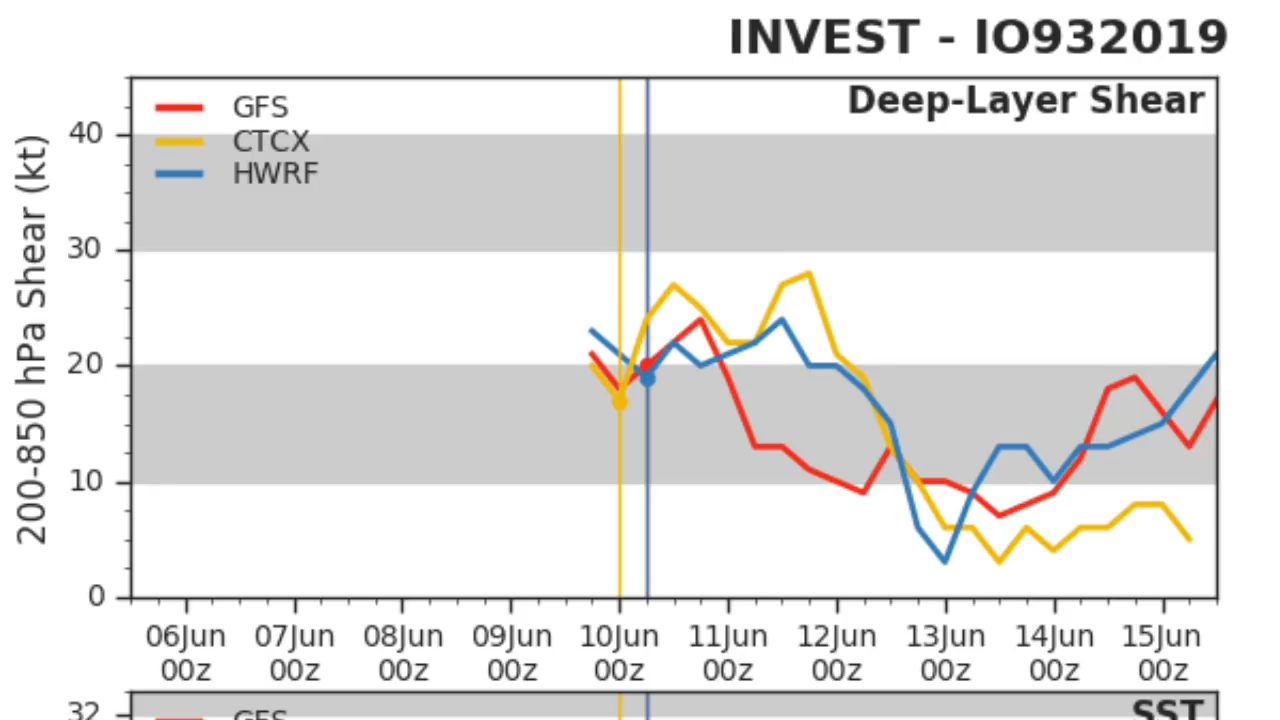 INVEST - IO932019
Deep-Layer Shear
GFS
CTCX
HWRF
200-850 hPa Shear (kt)
40
30
20
10
0
06Jun 07Jun 08Jun 09Jun 10Jun 11Jun 12Jun 13Jun 14Jun 15Jun
00z 00z 00z 00z 00z 00z 00z 00z 00z 00z
32
GFS
SST